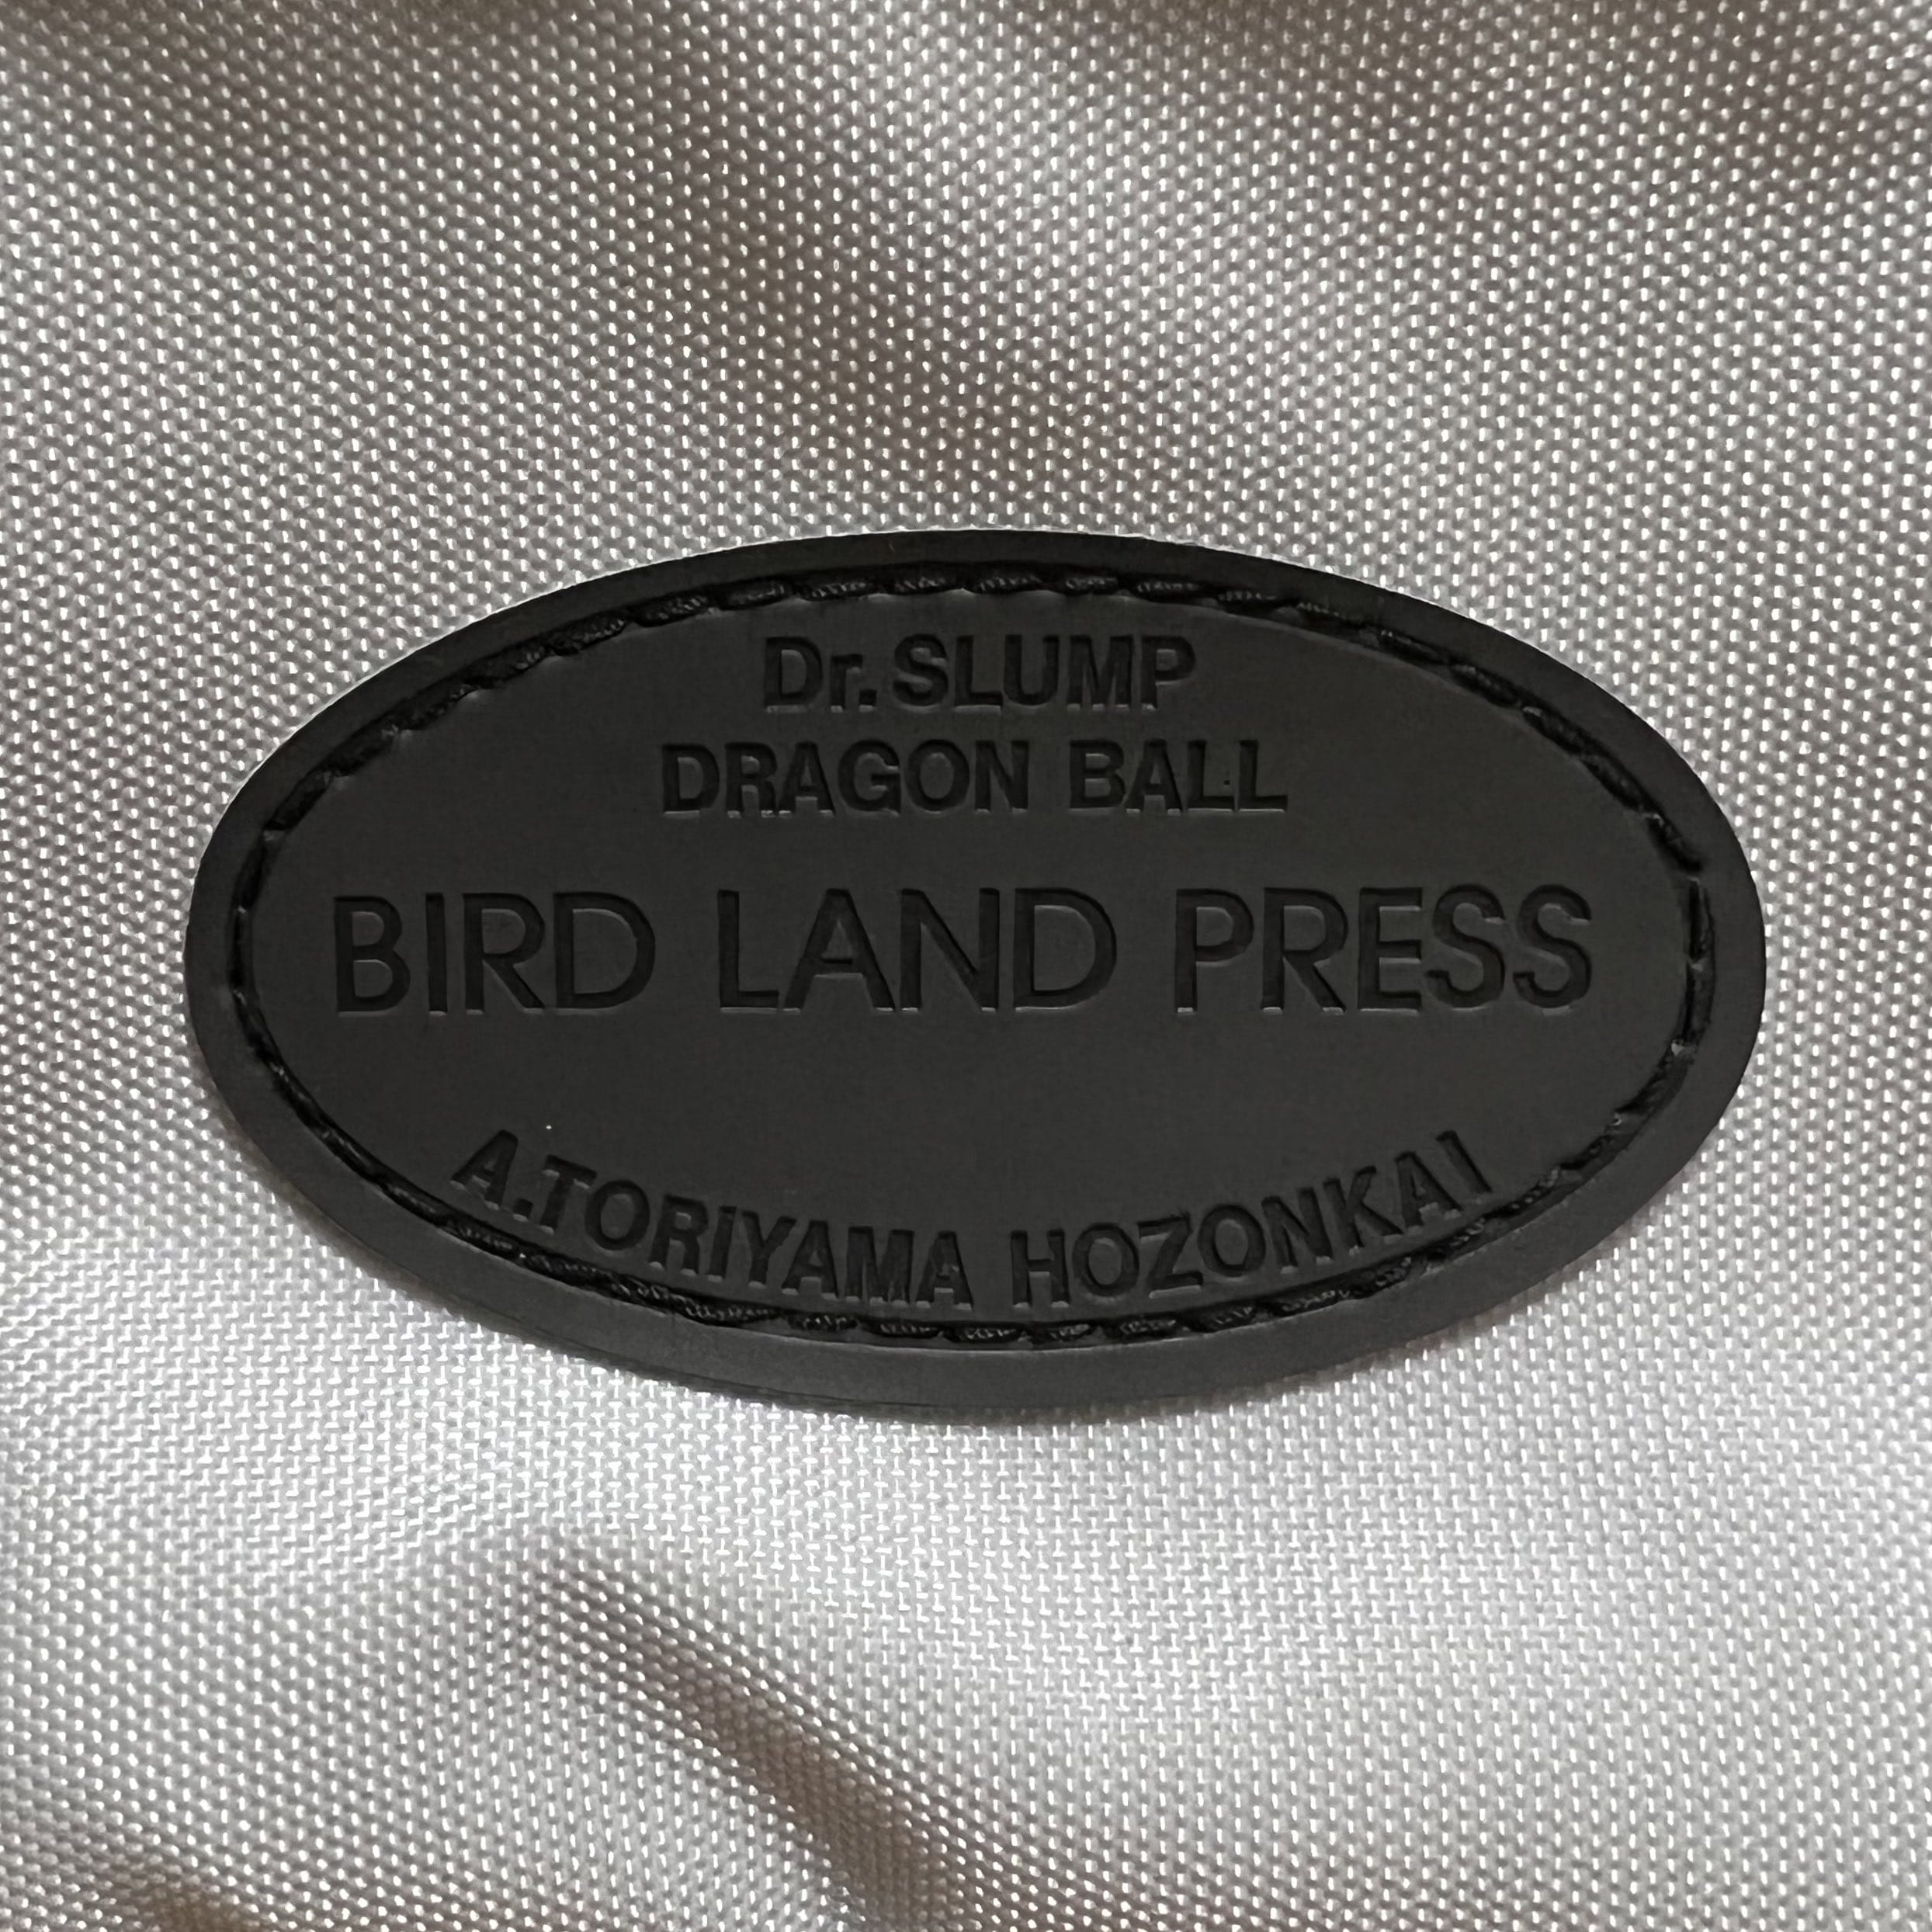 Dr.SLUMP
DRAGON BALL
BIRD LAND PRESS
A.TORIYAMA HOZONKAI